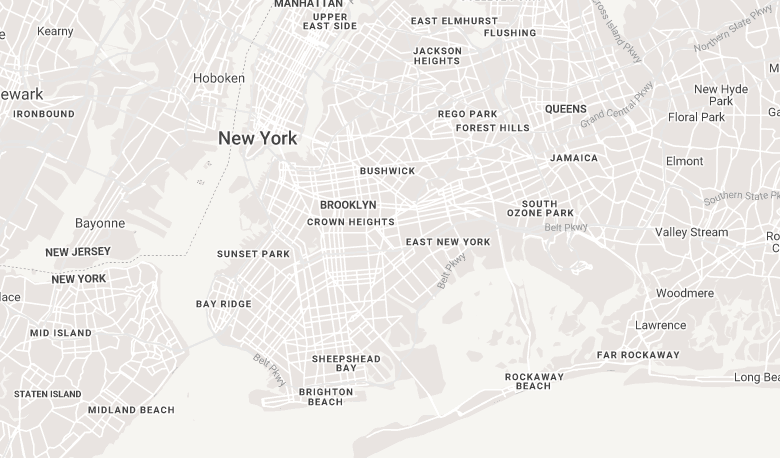 MANHATTAN
UPPER
EAST SIDE
EAST ELMHURST
FLUSHING
Kearny
JACKSON
HEIGHTS
Cross Island Pkwy
Northern State Pkwy
Hoboken
ewark
IRONBOUND
New York
REGO PARK
FOREST HILLS
QUEENS
Grand Central Pkwy
New Hyde
Park
Floral Park
BUSHWICK
JAMAICA
Elmont
BROOKLYN
CROWN HEIGHTS
SOUTH
OZONE PARK
Southern State Pk
Bayonne
Belt Pkwy
Valley Stream
Ro
C
NEW JERSEY
NEW YORK
SUNSET PARK
EAST NEW YORK
Belt Pkwy
lace
BAY RIDGE
Woodmere
MID ISLAND
Lawrence
Belt Pkwy
SHEEPSHEAD
BAY
FAR ROCKAWAY
ROCKAWAY
BEACH
Long Bea
STATEN ISLAND
BRIGHTON
BEACH
MIDLAND BEACH